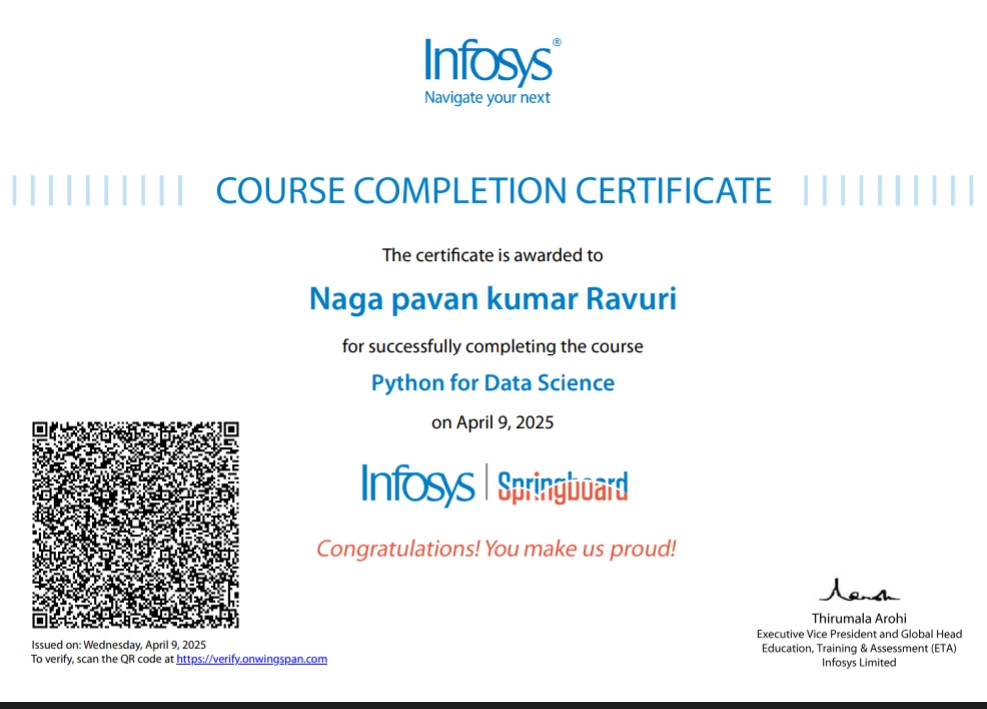 Infosys®
Navigate your next
COURSE COMPLETION CERTIFICATE
The certificate is awarded to
Naga pavan kumar Ravuri
for successfully completing the course
Python for Data Science
on April 9, 2025
Infosys | Springboard
Congratulations! You make us proud!
Issued on: Wednesday, April 9, 2025
To verify, scan the QR code at https://verify.onwingspan.com
Thirumala Arohi
Executive Vice President and Global Head
Education, Training & Assessment (ETA)
Infosys Limited